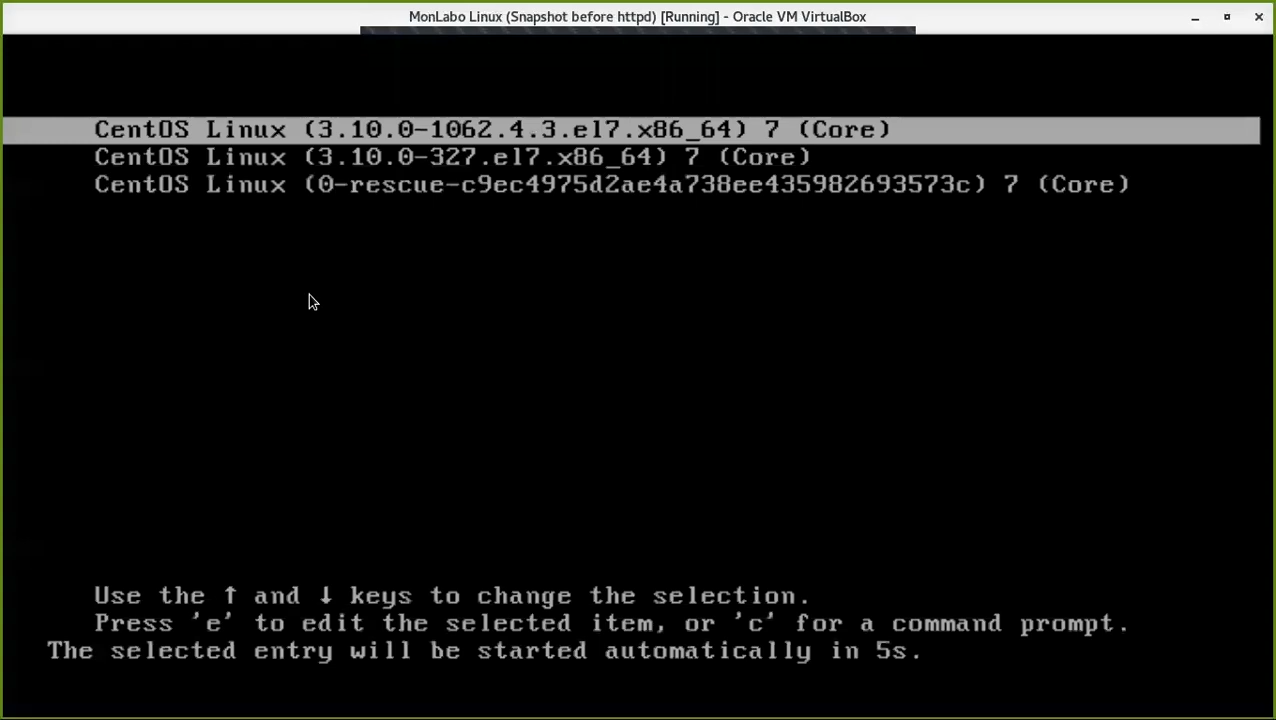 MonLabo Linux (Snapshot before httpd) [Running] - Oracle VM VirtualBox
CentOS Linux (3.10.0-1062.4.3.el7.x86_64) 7 (Core)
CentOS Linux (3.10.0-327.el7.x86_64) 7 (Core)
CentOS Linux (0-rescue-c9ec4975d2ae4a738ee435982693573c) 7 (Core)
Use the ↑ and ↓ keys to change the selection.
Press 'e' to edit the selected item, or 'c' for a command prompt.
The selected entry will be started automatically in 5s.